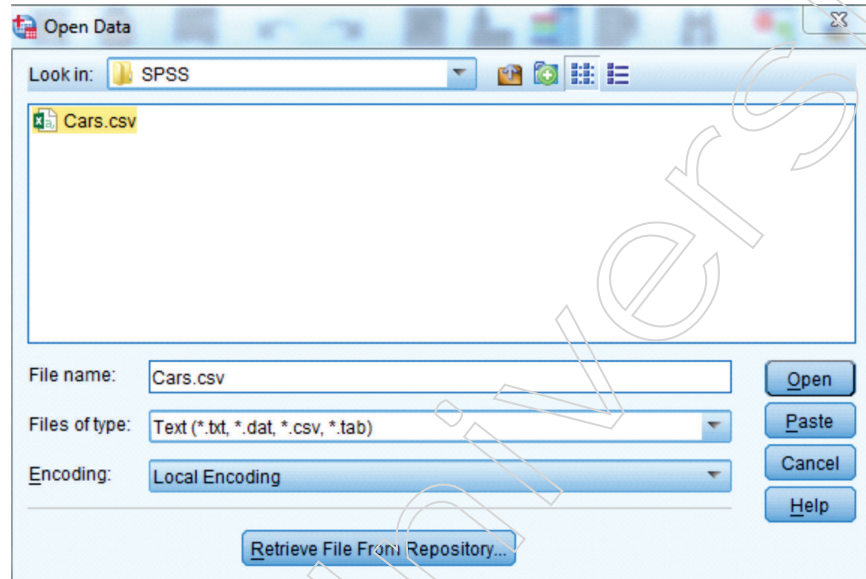 Open Data
Look in: SPSS
Cars.csv
File name: Cars.csv Open
Files of type: Text (*.txt, *.dat, *.csv, *.tab) Paste
Encoding: Local Encoding Cancel
Help
Retrieve File From Repository...
univers